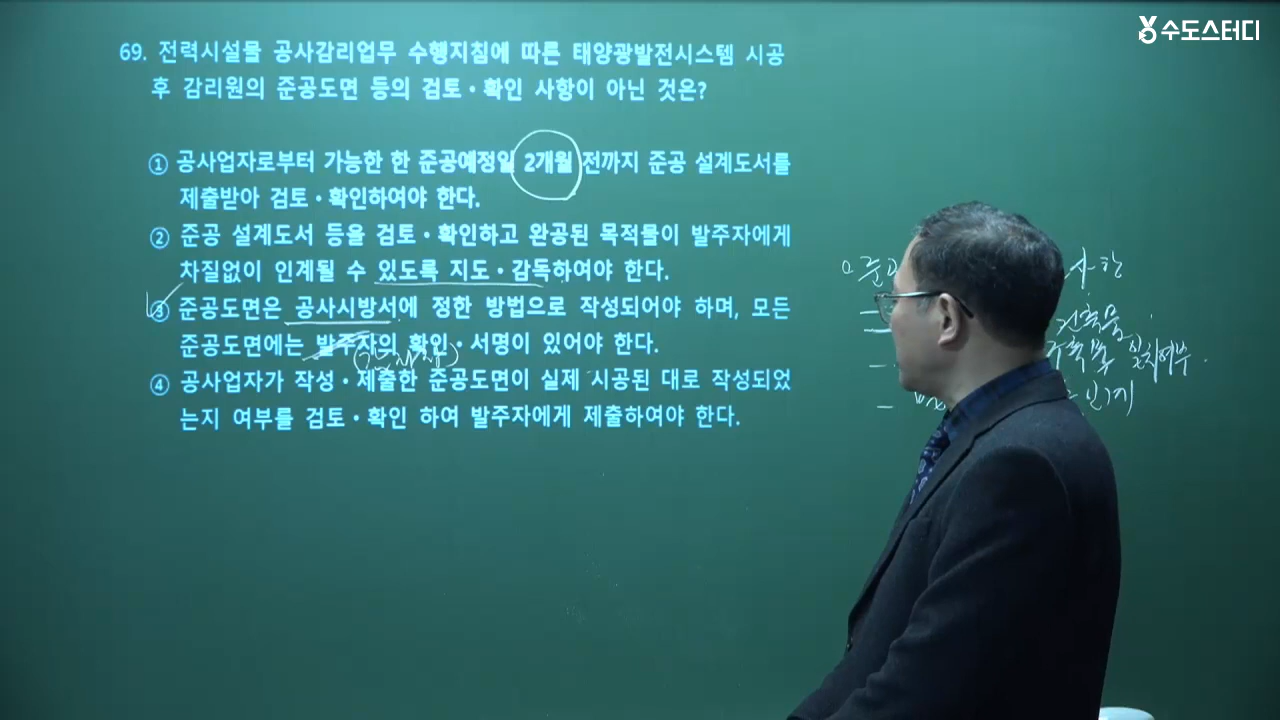 수도스터디
69. 전력시설물 공사감리업무 수행지침에 따른 태양광발전시스템 시공
후 감리원의 준공도면 등의 검토·확인 사항이 아닌 것은?
① 공사업자로부터 가능한 한 준공예정일 2개월 전까지 준공 설계도서를
제출받아 검토·확인하여야 한다.
② 준공 설계도서 등을 검토·확인하고 완공된 목적물이 발주자에게
차질없이 인계될 수 있도록 지도·감독하여야 한다.
③ 준공도면은 공사시방서에 정한 방법으로 작성되어야 하며, 모든
준공도면에는 발주자의 확인·서명이 있어야 한다.
④ 공사업자가 작성·제출한 준공도면이 실제 시공된 대로 작성되었
는지 여부를 검토·확인 하여 발주자에게 제출하여야 한다.
사항
일치여부
인계